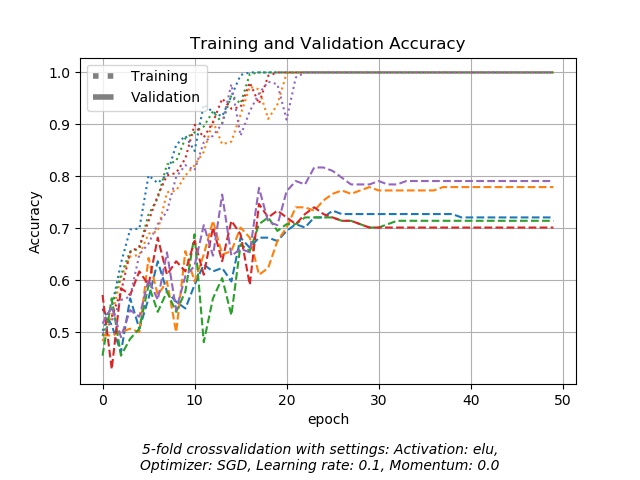 Training and Validation Accuracy
Training
Validation
1.0
0.9
0.8
0.7
0.6
0.5
Accuracy
0 10 20 30 40 50
epoch
5-fold crossvalidation with settings: Activation: elu,
Optimizer: SGD, Learning rate: 0.1, Momentum: 0.0